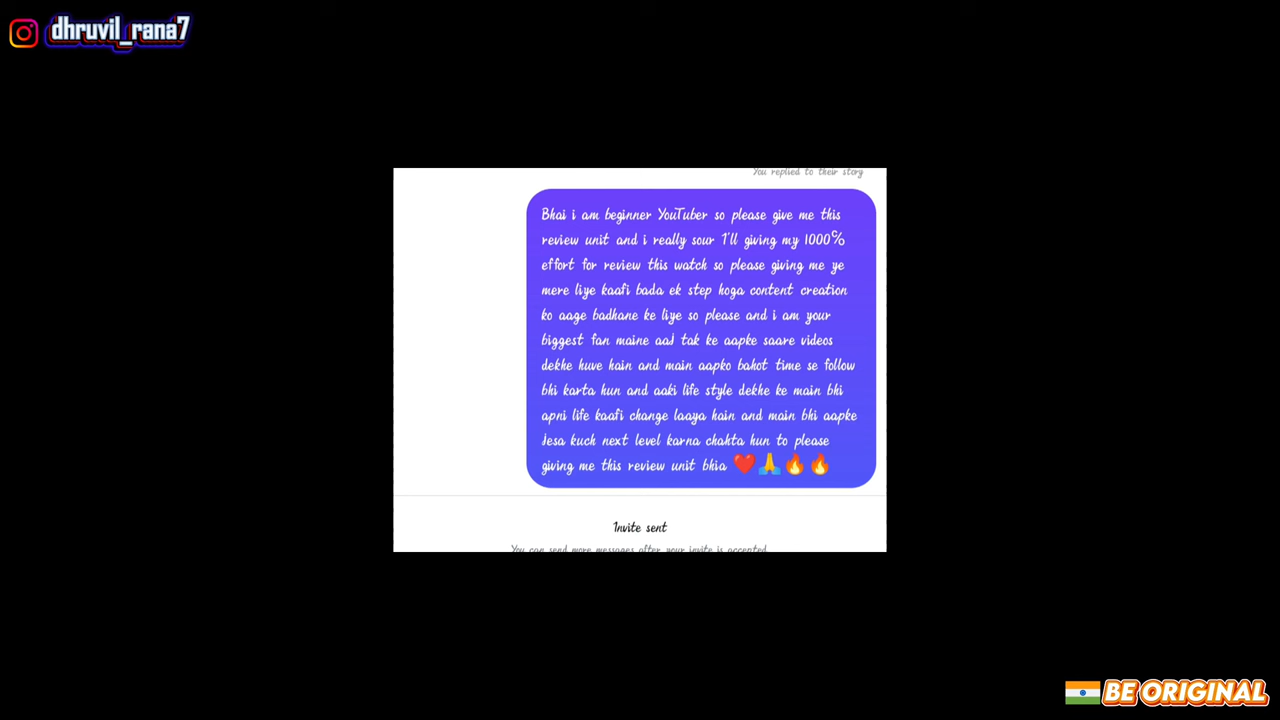 dhruvil_rana7
You replied to their story
Bhai i am beginner YouTuber so please give me this
review unit and i really sour I'll giving my 1000%
effort for review this watch so please giving me ye
mere liye kaafi bada ek step hoga content creation
ko aage badhane ke liye so please and i am your
biggest fan maine aaJ tak ke aapke saare videos
dekhe huve hain and main aapko bahot time se follow
bhi karta hun and aaki life style dekhe ke main bhi
apni life kaafi change laaya hain and main bhi aapke
Jesa kuch next level karna chahta hun to please
giving me this review unit bhia ❤️🙏🔥🔥
Invite sent
You can send more messages after your invite is accepted
BE ORIGINAL